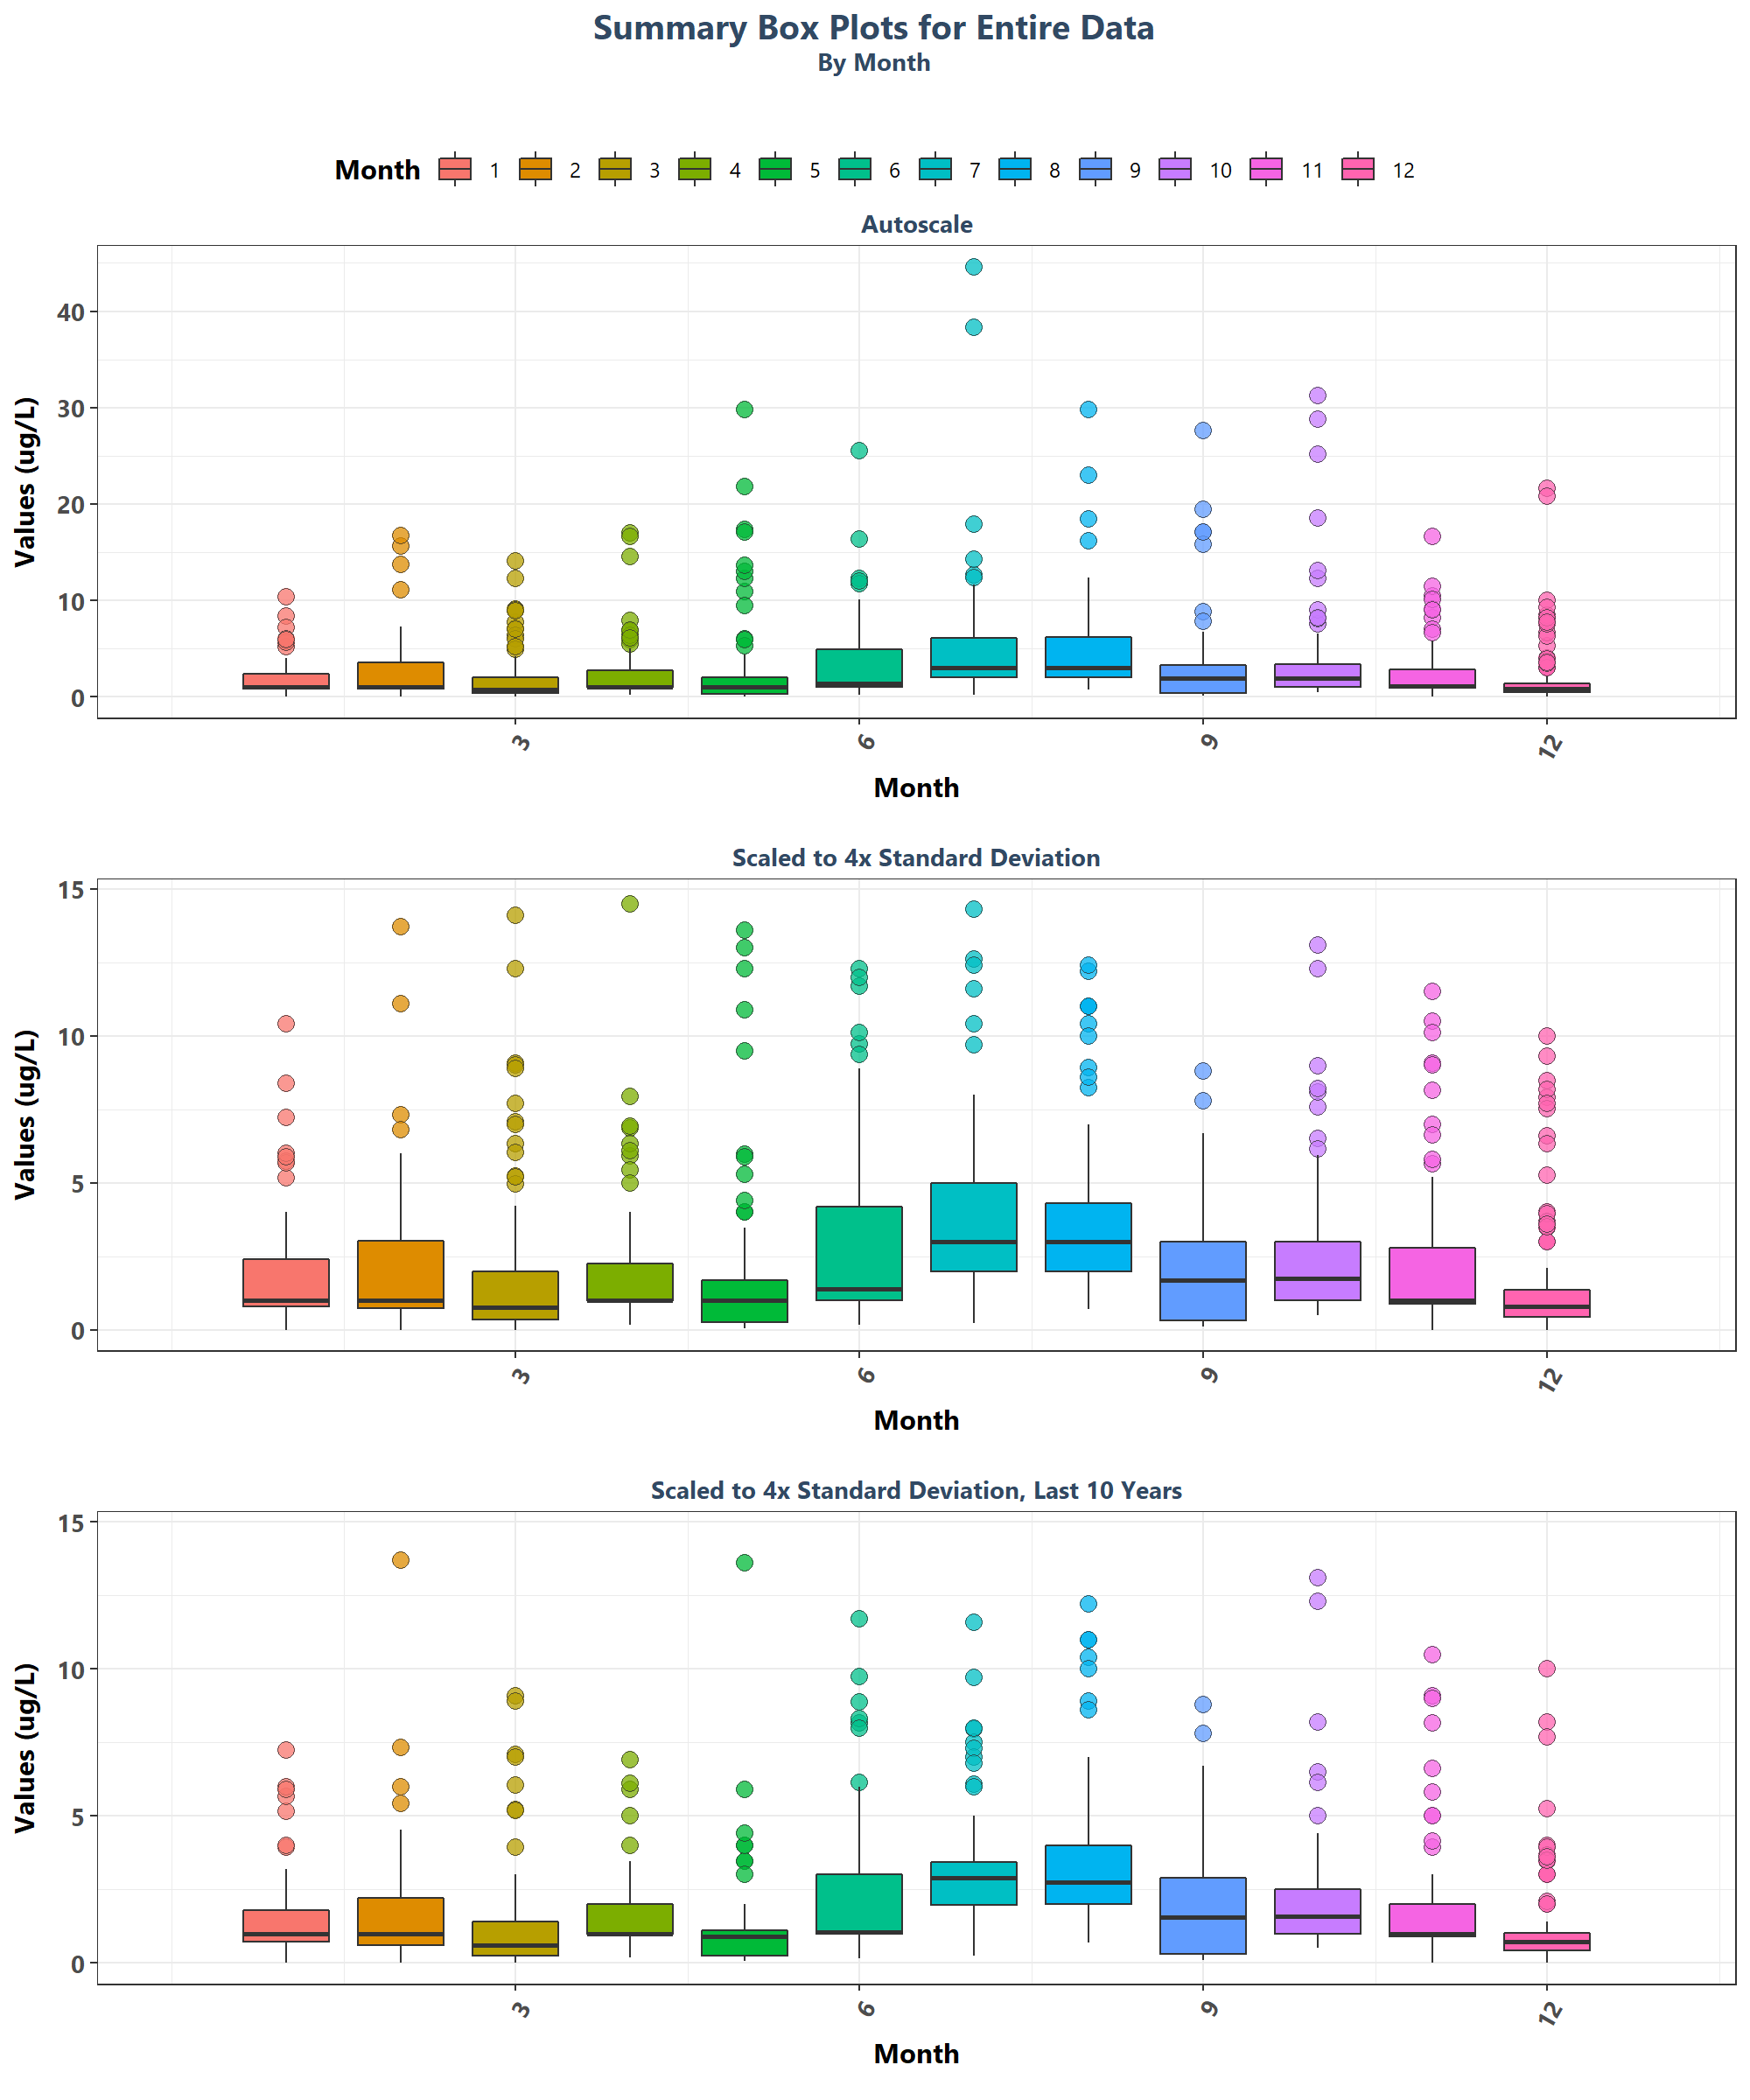 Summary Box Plots for Entire Data
By Month
Month 1 2 3 4 5 6 7 8 9 10 11 12
Autoscale
Values (ug/L)
40
30
20
10
0
3 6 9 12
Month
Scaled to 4x Standard Deviation
Values (ug/L)
15
10
5
0
3 6 9 12
Month
Scaled to 4x Standard Deviation, Last 10 Years
Values (ug/L)
15
10
5
0
3 6 9 12
Month